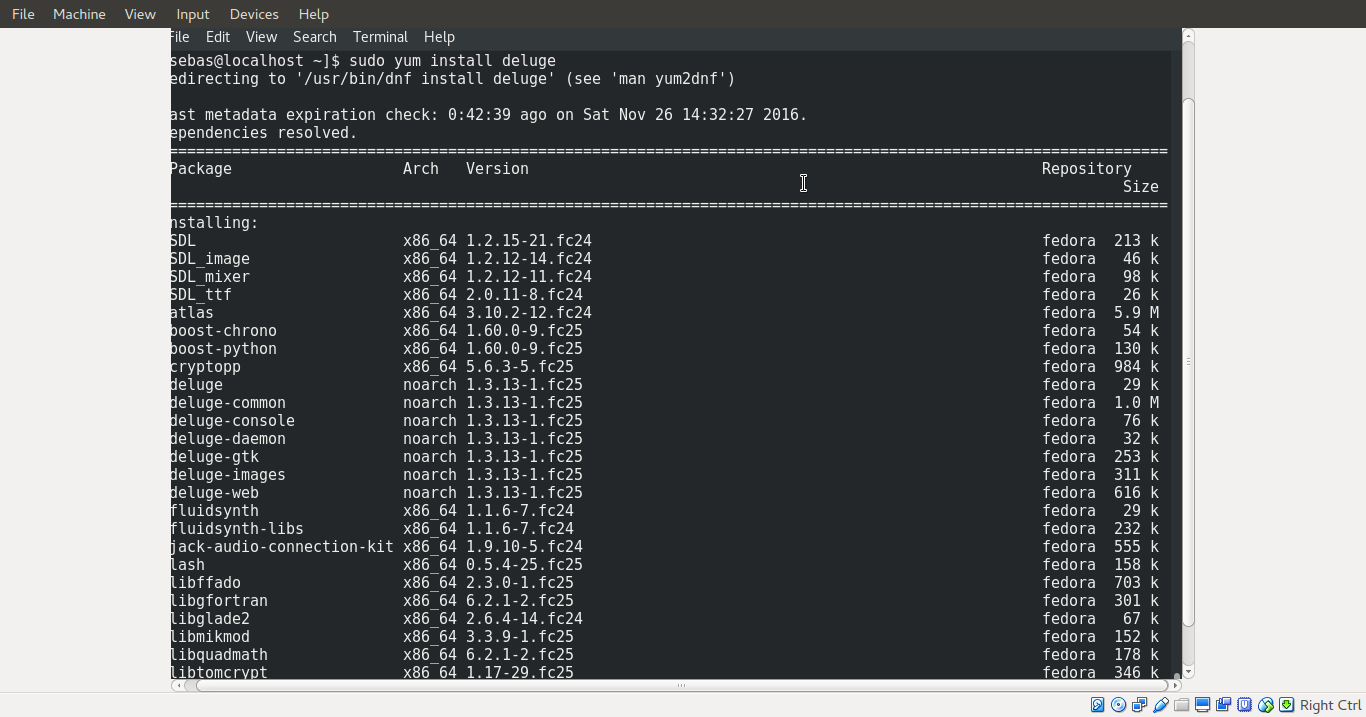 File Machine View Input Devices Help
File Edit View Search Terminal Help
sebas@localhost ~]$ sudo yum install deluge
edirecting to '/usr/bin/dnf install deluge' (see 'man yum2dnf')
ast metadata expiration check: 0:42:39 ago on Sat Nov 26 14:32:27 2016.
ependencies resolved.
================================================================================================================
Package Arch Version Repository
Size
================================================================================================================
nstalling:
SDL x86_64 1.2.15-21.fc24 fedora 213 k
SDL_image x86_64 1.2.12-14.fc24 fedora 46 k
SDL_mixer x86_64 1.2.12-11.fc24 fedora 98 k
SDL_ttf x86_64 2.0.11-8.fc24 fedora 26 k
atlas x86_64 3.10.2-12.fc24 fedora 5.9 M
boost-chrono x86_64 1.60.0-9.fc25 fedora 54 k
boost-python x86_64 1.60.0-9.fc25 fedora 130 k
cryptopp x86_64 5.6.3-5.fc25 fedora 984 k
deluge noarch 1.3.13-1.fc25 fedora 29 k
deluge-common noarch 1.3.13-1.fc25 fedora 1.0 M
deluge-console noarch 1.3.13-1.fc25 fedora 76 k
deluge-daemon noarch 1.3.13-1.fc25 fedora 32 k
deluge-gtk noarch 1.3.13-1.fc25 fedora 253 k
deluge-images noarch 1.3.13-1.fc25 fedora 311 k
deluge-web noarch 1.3.13-1.fc25 fedora 616 k
fluidsynth x86_64 1.1.6-7.fc24 fedora 29 k
fluidsynth-libs x86_64 1.1.6-7.fc24 fedora 232 k
jack-audio-connection-kit x86_64 1.9.10-5.fc24 fedora 555 k
lash x86_64 0.5.4-25.fc25 fedora 158 k
libffado x86_64 2.3.0-1.fc25 fedora 703 k
libgfortran x86_64 6.2.1-2.fc25 fedora 301 k
libglade2 x86_64 2.6.4-14.fc24 fedora 67 k
libmikmod x86_64 3.3.9-1.fc25 fedora 152 k
libquadmath x86_64 6.2.1-2.fc25 fedora 178 k
libtomcrypt x86_64 1.17-29.fc25 fedora 346 k
Right Ctrl